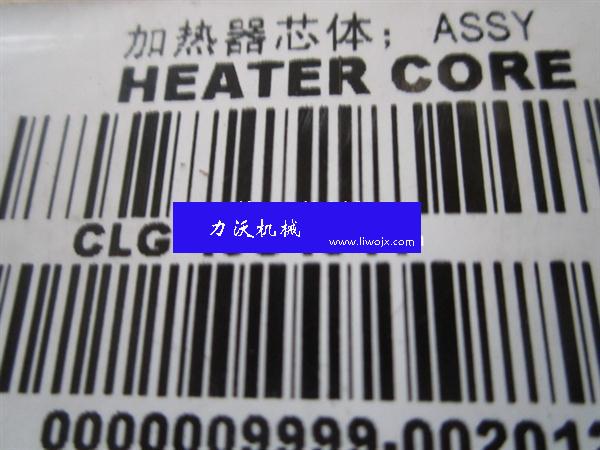 加热器芯体; ASSY
HEATER CORE
力沃机械
www.liwojx.com
CLG
0000009999-002012